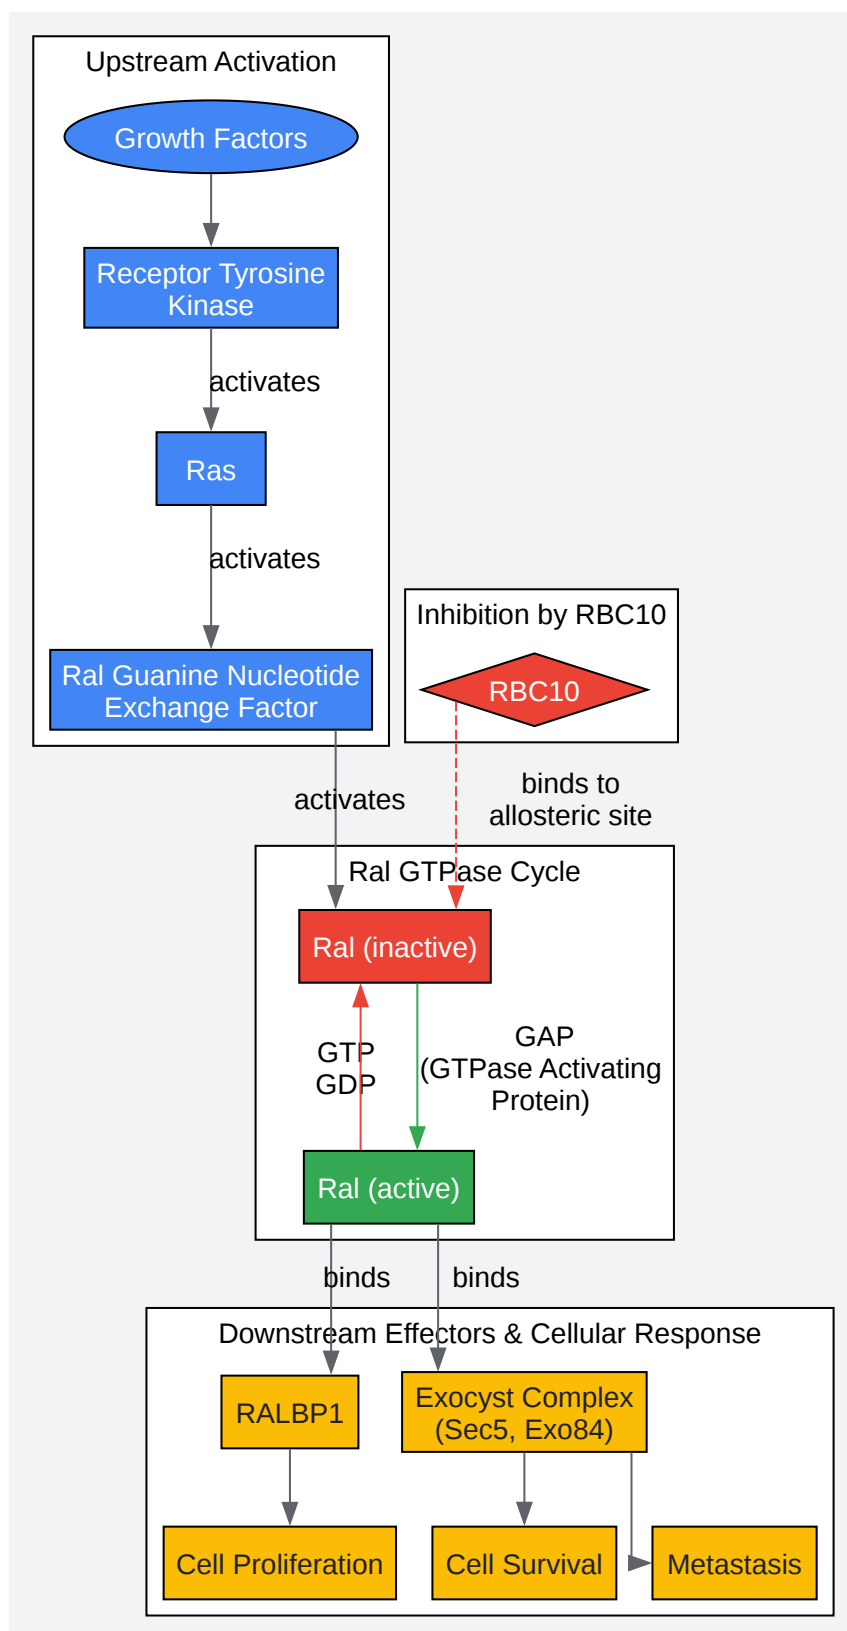 Upstream Activation
Growth Factors
Receptor Tyrosine
Kinase
activates
Ras
activates
Ral Guanine Nucleotide
Exchange Factor
Inhibition by RBC10
RBC10
activates
binds to
allosteric site
Ral GTPase Cycle
Ral (inactive)
GTP
GDP
GAP
(GTPase Activating
Protein)
Ral (active)
binds
binds
Downstream Effectors & Cellular Response
RALBP1
Exocyst Complex
(Sec5, Exo84)
Cell Proliferation
Cell Survival
Metastasis